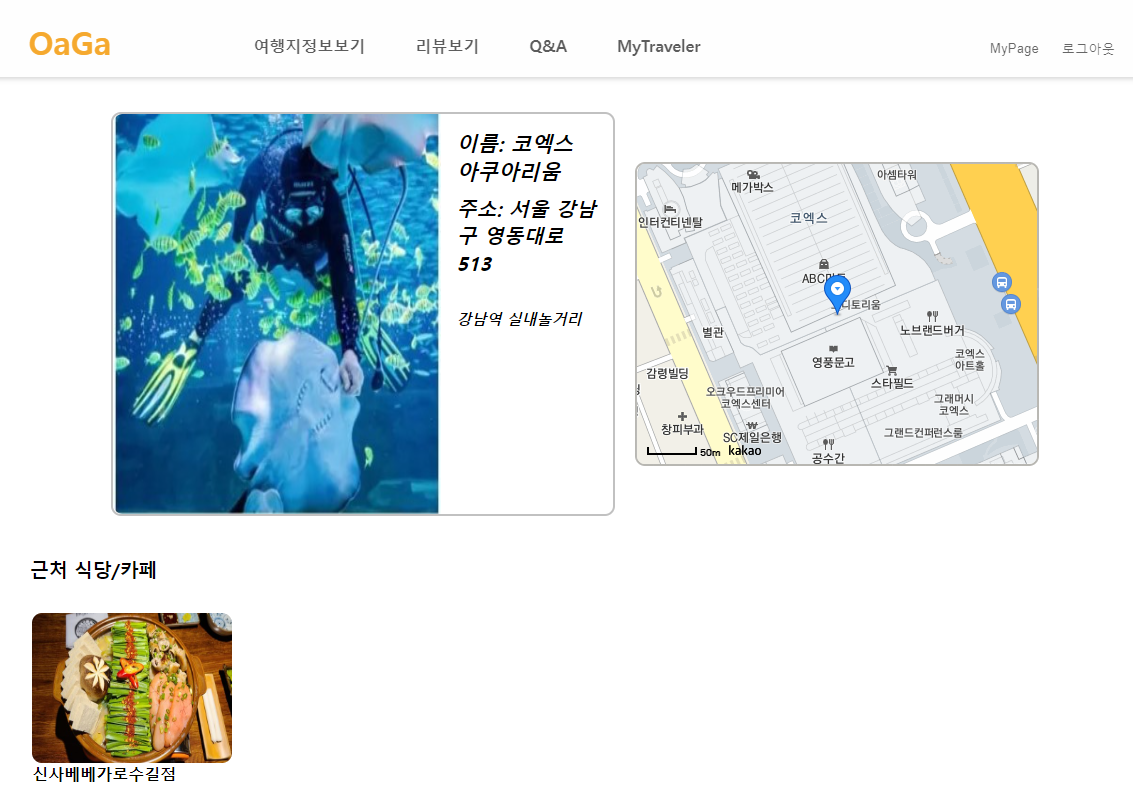 OaGa
여행지정보보기
리뷰보기
Q&A
MyTraveler
MyPage
로그아웃
이름: 코엑스
아쿠아리움
주소: 서울 강남
구 영동대로
513
강남역 실내놀거리
아셈타워
메가박스
코엑스
인터컨티넨탈
디토리움
노브랜드버거
별관
영풍문고
코엑스
아트홀
감령빌딩
스타필드
오크우드프리미어
코엑스센터
그래머시
코엑스
창피부과
SC제일은행
그랜드컨퍼런스룸
50m
kakao
공수간
근처 식당/카페
신사베베가로수길점